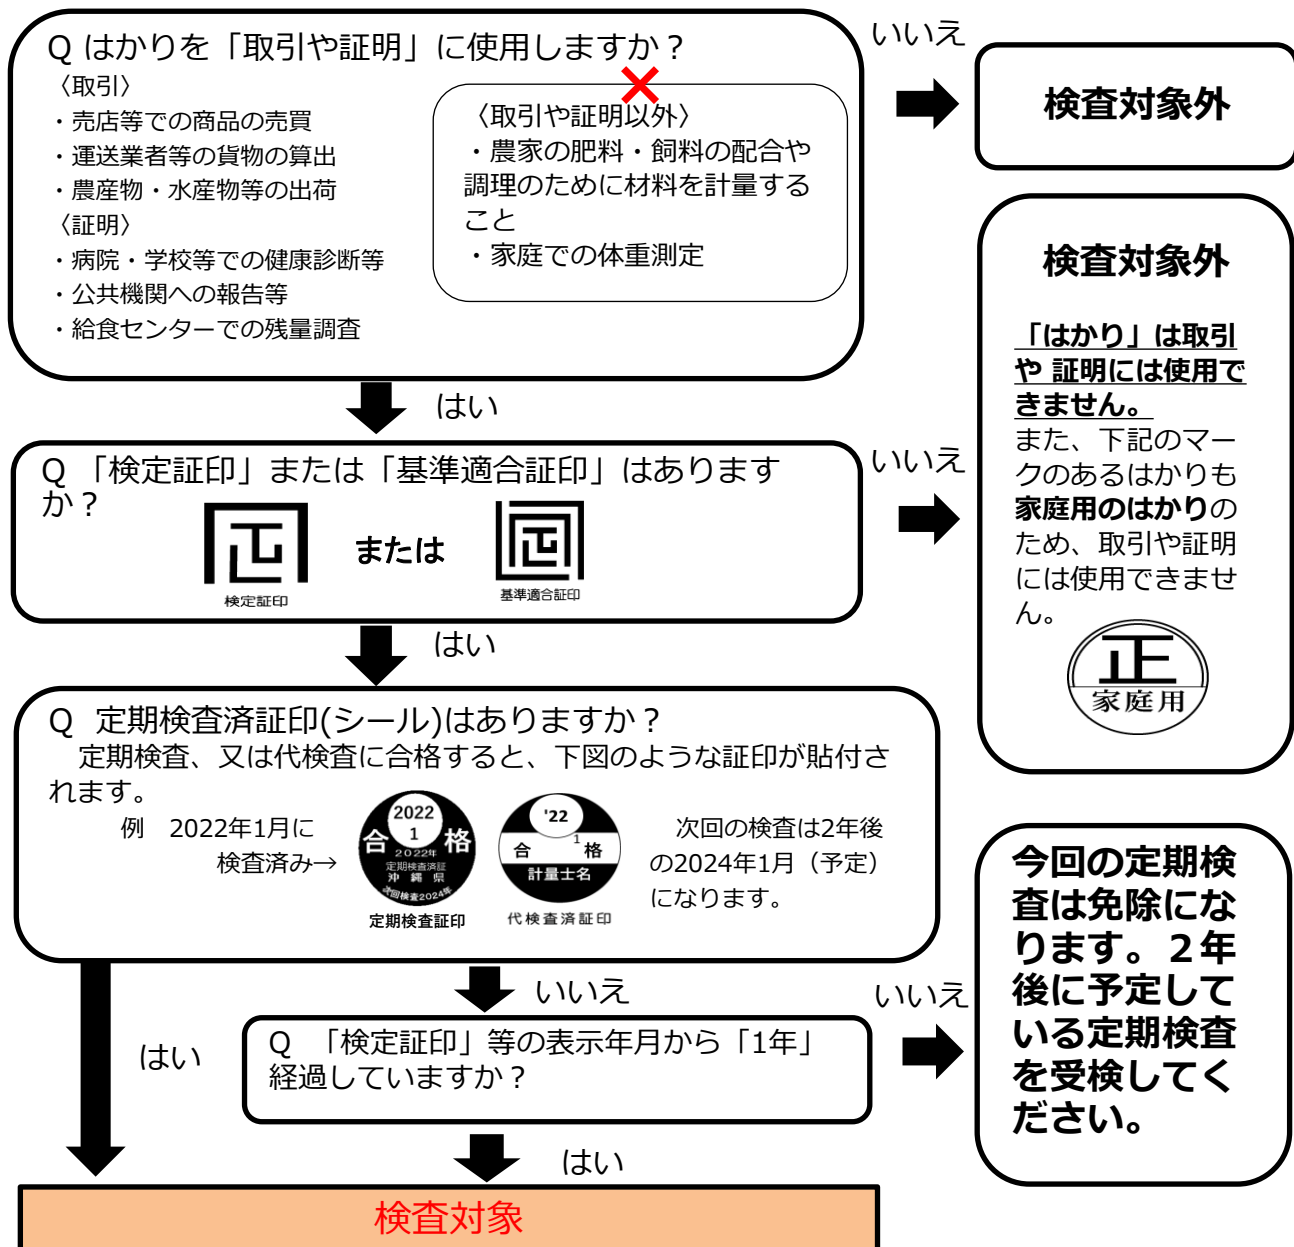 Q はかりを「取引や証明」に使用しますか？
〈取引〉
・売店等での商品の売買
・運送業者等の貨物の算出
・農産物・水産物等の出荷
〈証明〉
・病院・学校等での健康診断等
・公共機関への報告等
・給食センターでの残量調査
〈取引や証明以外〉
・農家の肥料・飼料の配合や
調理のために材料を計量する
こと
・家庭での体重測定
いいえ
検査対象外
はい
Q 「検定証印」または「基準適合証印」はあります
か？
検定証印
または
基準適合証印
いいえ
検査対象外
「はかり」は取引
や 証明には使用で
きません。
また、下記のマー
クのあるはかりも
家庭用のはかりの
ため、取引や証明
には使用できませ
ん。
正
家庭用
はい
Q 定期検査済証印(シール)はありますか？
定期検査、又は代検査に合格すると、下図のような証印が貼付さ
れます。
例 2022年1月に
検査済み→
2022
1
合 格
2022年
定期検査済証
沖縄県
次回検査2024年
定期検査証印
'22
1
合 格
計量士名
代検査済証印
次回の検査は2年後
の2024年1月（予定）
になります。
はい
いいえ
Q 「検定証印」等の表示年月から「1年」
経過していますか？
いいえ
今回の定期検
査は免除にな
ります。２年
後に予定して
いる定期検査
を受検してく
ださい。
はい
検査対象